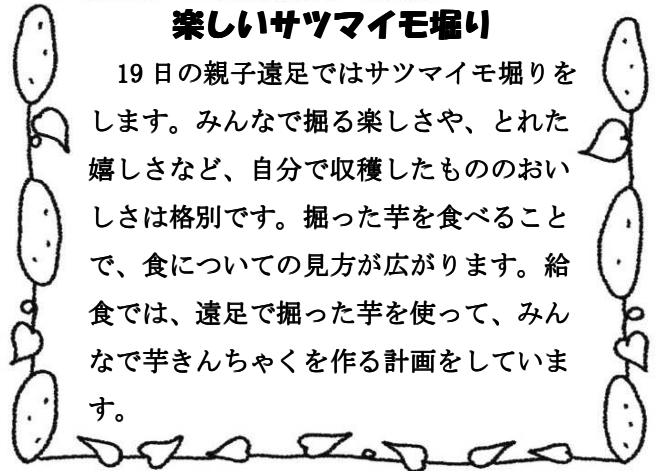 楽しいサツマイモ堀り
19日の親子遠足ではサツマイモ堀りを
します。みんなで掘る楽しさや、とれた
嬉しさなど、自分で収穫したもののおい
しさは格別です。掘った芋を食べること
で、食についての見方が広がります。給
食では、遠足で掘った芋を使って、みん
なで芋きんちゃくを作る計画をしていま
す。